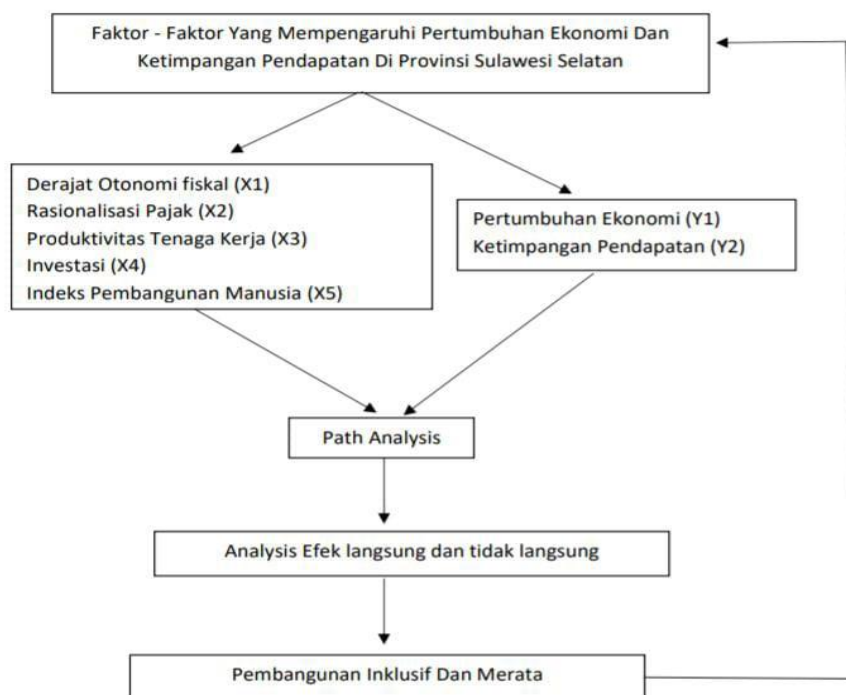 Faktor - Faktor Yang Mempengaruhi Pertumbuhan Ekonomi Dan
Ketimpangan Pendapatan Di Provinsi Sulawesi Selatan
Derajat Otonomi fiskal (X1)
Rasionalisasi Pajak (X2)
Produktivitas Tenaga Kerja (X3)
Investasi (X4)
Indeks Pembangunan Manusia (X5)
Pertumbuhan Ekonomi (Y1)
Ketimpangan Pendapatan (Y2)
Path Analysis
Analysis Efek langsung dan tidak langsung
Pembangunan Inklusif Dan Merata